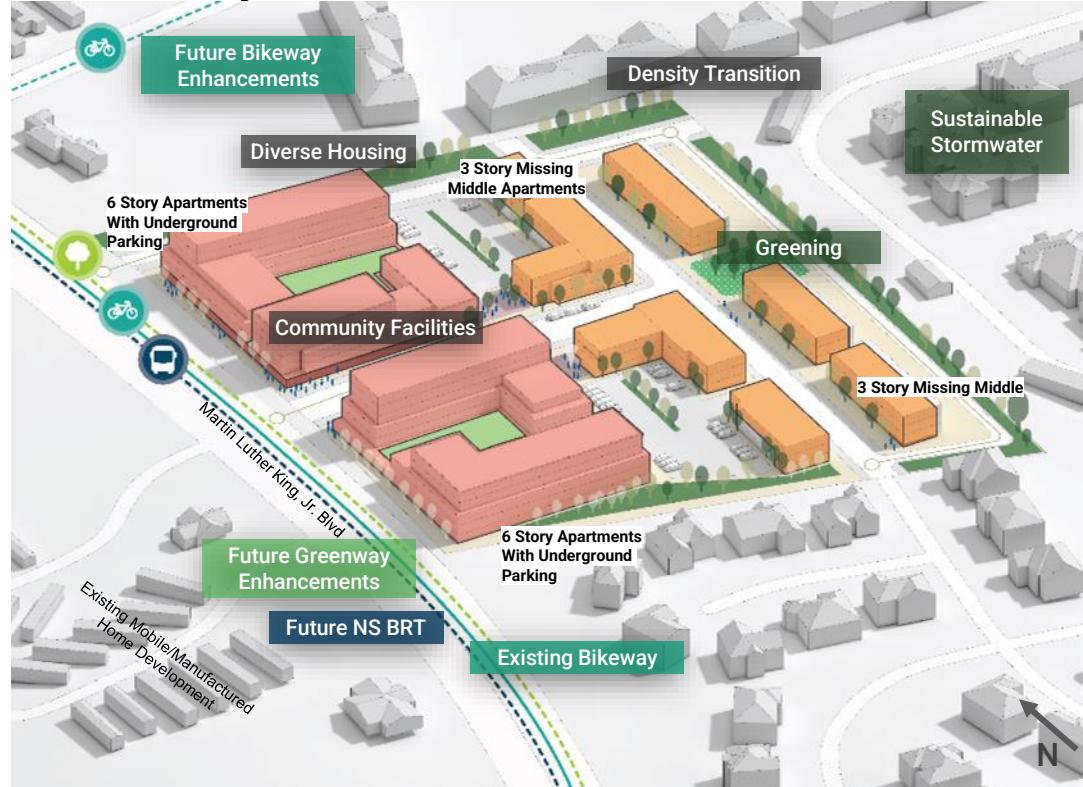 Future Bikeway
Enhancements
Density Transition
Sustainable
Stormwater
Diverse Housing
3 Story Missing
Middle Apartments
6 Story Apartments
With Underground
Parking
Greening
Community Facilities
3 Story Missing Middle
Martin Luther King, Jr. Blvd
6 Story Apartments
With Underground
Parking
Future Greenway
Enhancements
Existing Mobile/Manufactured
Home Development
Future NS BRT
Existing Bikeway
N